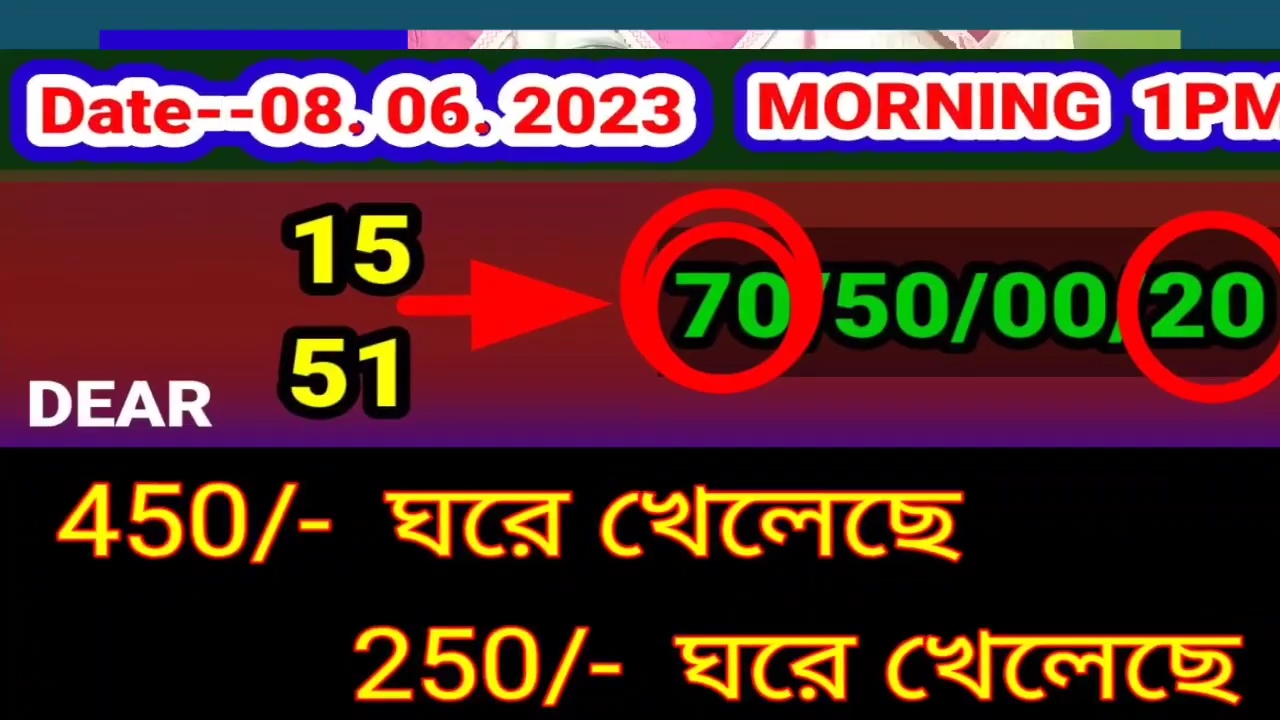 Date--08. 06. 2023 MORNING 1PM
15
70/50/00/20
51
DEAR
450/- ঘরে খেলেছে
250/- ঘরে খেলেছে